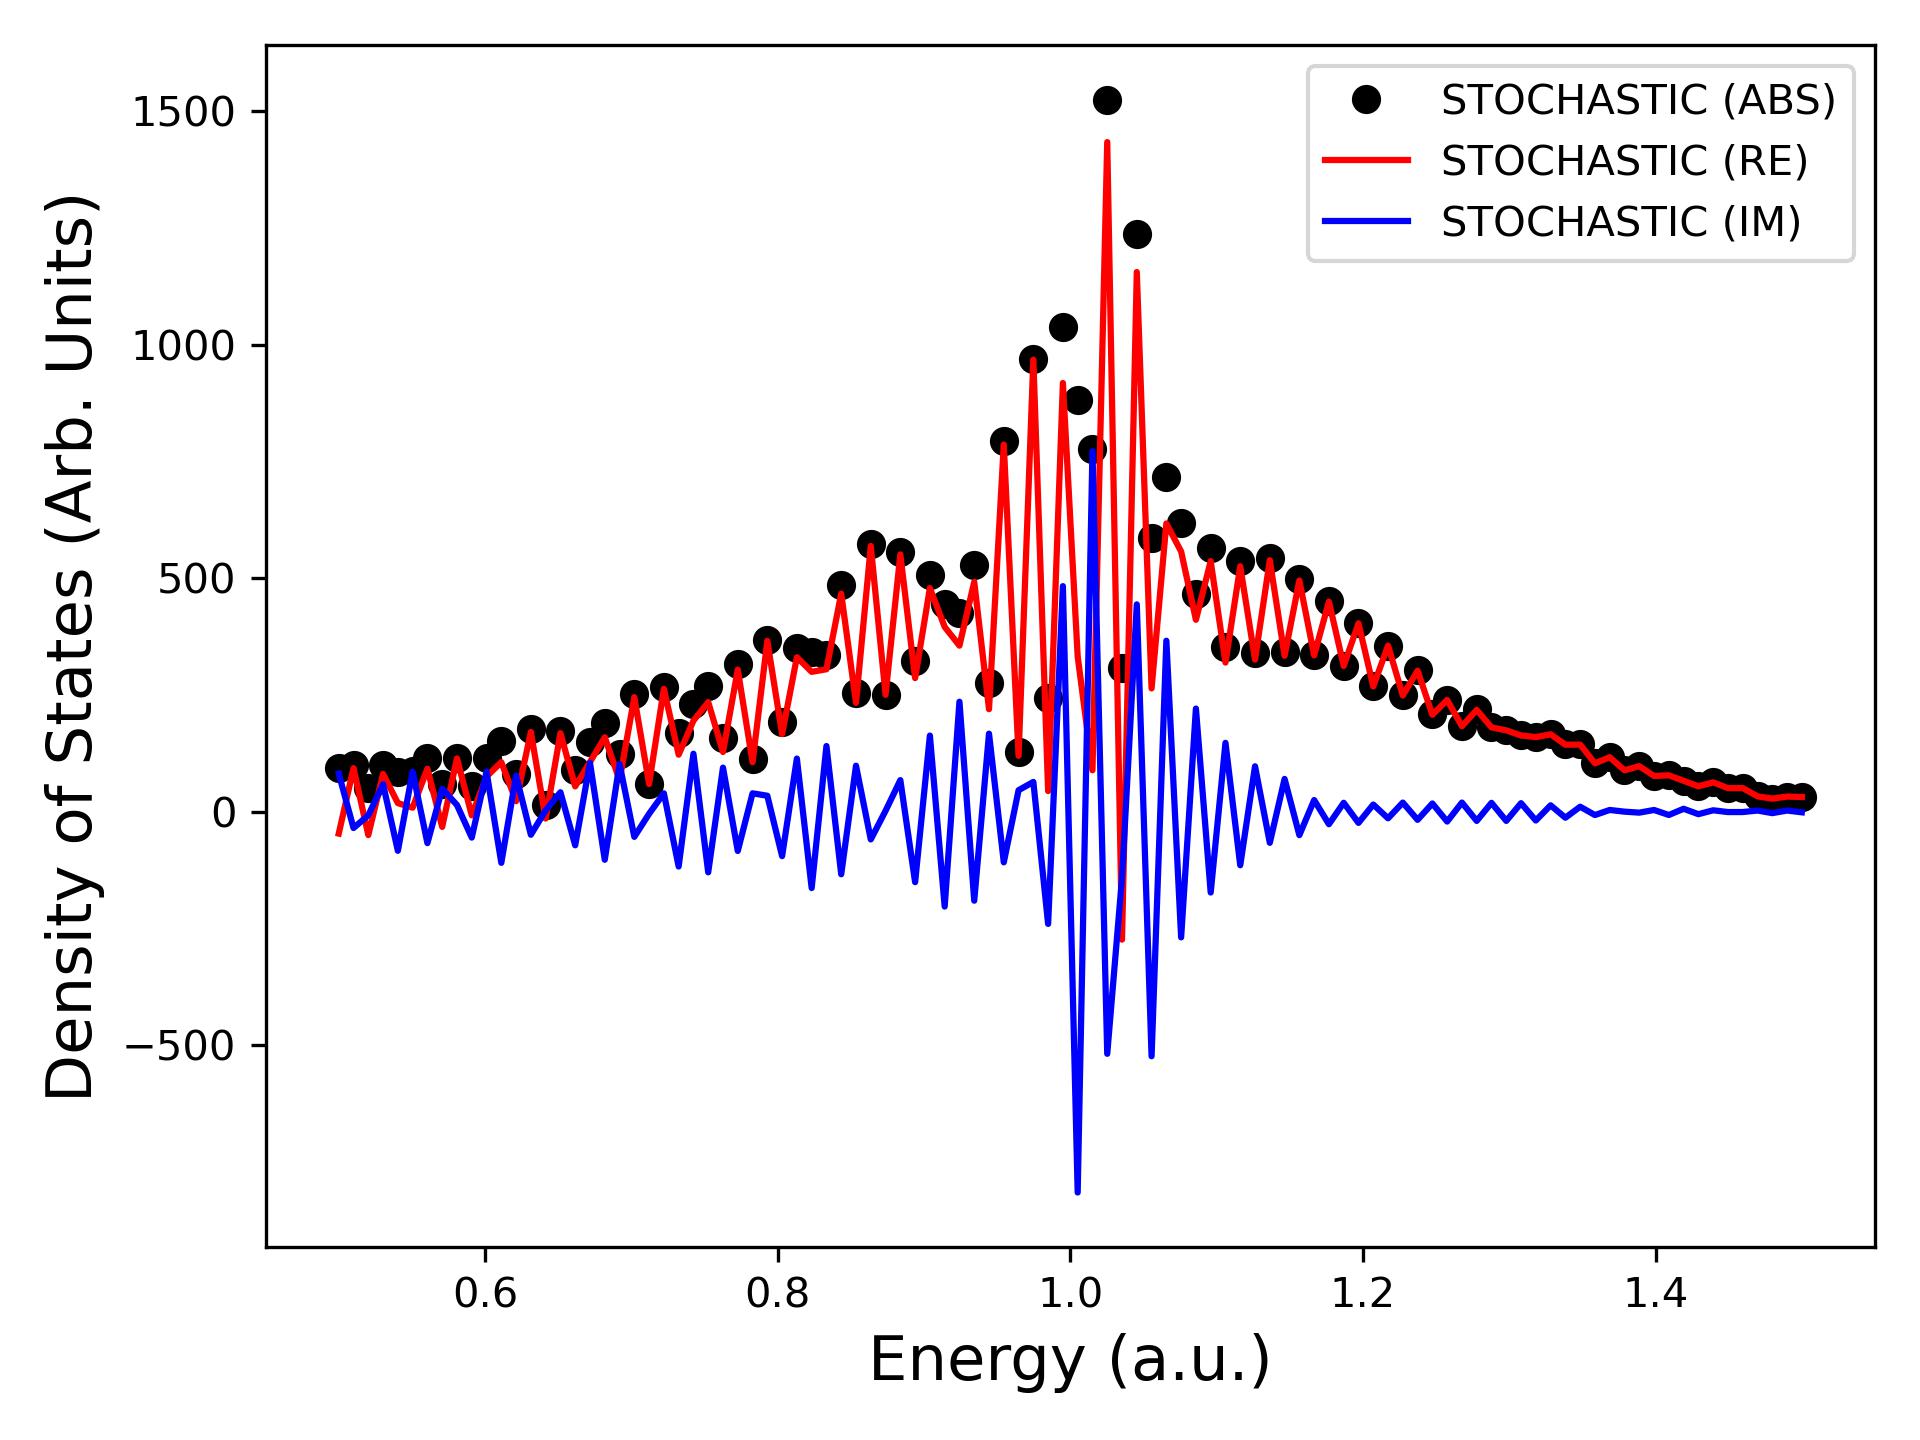 STOCHASTIC (ABS)
STOCHASTIC (RE)
STOCHASTIC (IM)
Density of States (Arb. Units)
1500
1000
500
0
−500
0.6 0.8 1.0 1.2 1.4
Energy (a.u.)